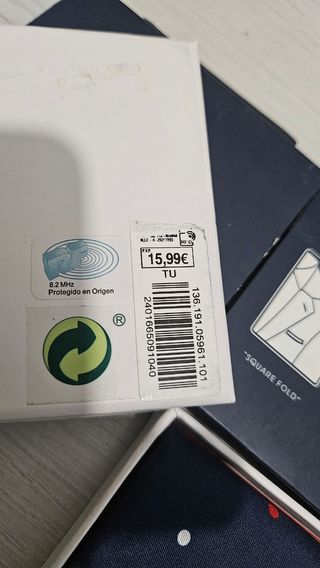 P.V.P.
15,99€
TU
136.191.05961.101
2401665091040
8.2 MHz
Protegido en Origen
®
"SQUARE FOLD"